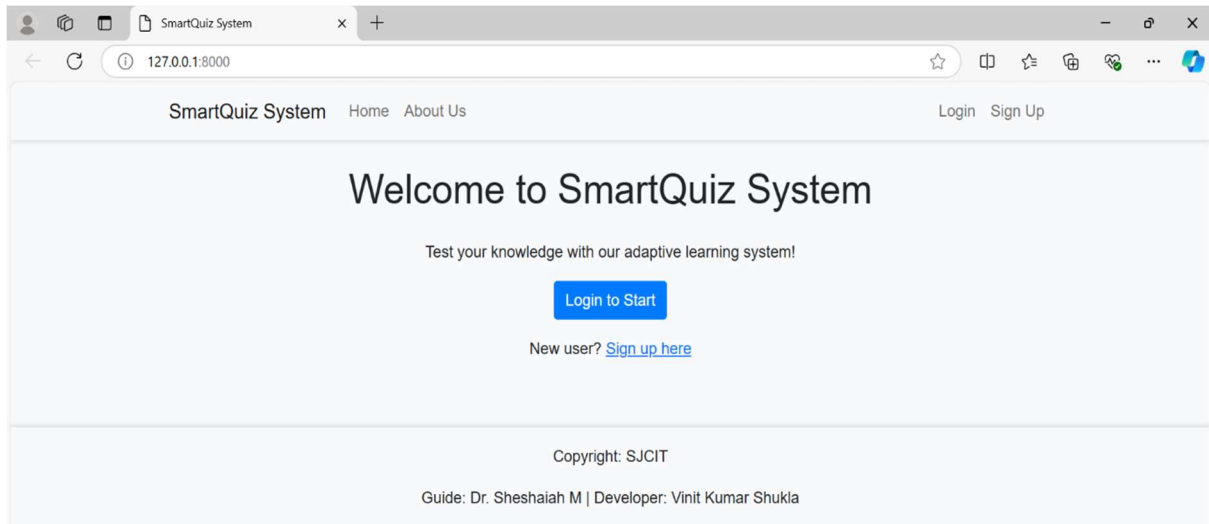 SmartQuiz System
127.0.0.1:8000
SmartQuiz System Home About Us Login Sign Up
Welcome to SmartQuiz System
Test your knowledge with our adaptive learning system!
Login to Start
New user? Sign up here
Copyright: SJCIT
Guide: Dr. Sheshaiah M | Developer: Vinit Kumar Shukla